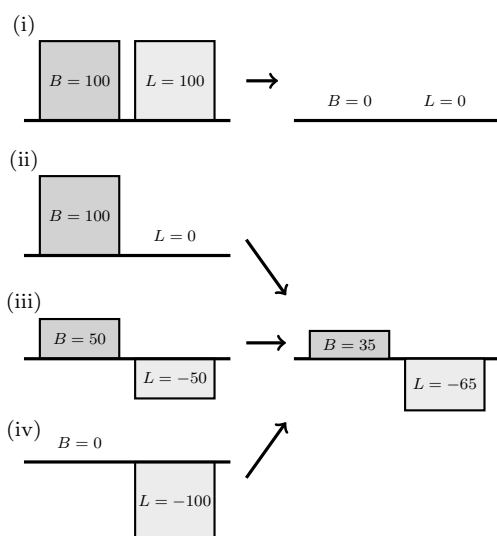 (i)
B = 100
L = 100
B = 0
L = 0
(ii)
B = 100
L = 0
(iii)
B = 50
L = −50
B = 35
L = −65
(iv)
B = 0
L = −100